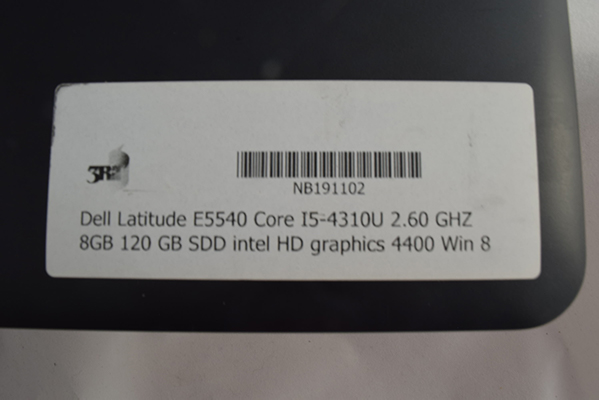 NB191102
Dell Latitude E5540 Core I5-4310U 2.60 GHZ
8GB 120 GB SDD intel HD graphics 4400 Win 8